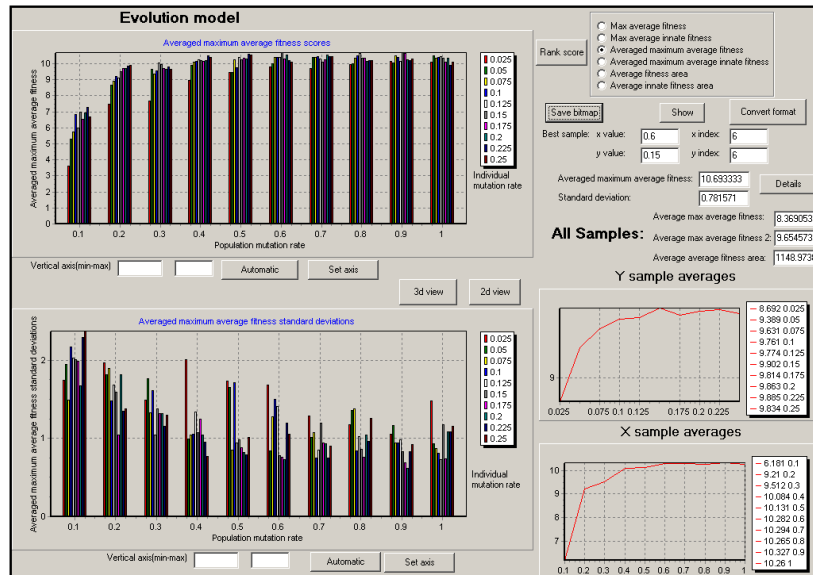 Evolution model
Averaged maximum average fitness scores
Averaged maximum average fitness
10
9
8
7
6
5
4
3
2
1
0
0.1 0.2 0.3 0.4 0.5 0.6 0.7 0.8 0.9 1
Population mutation rate
0.025
0.05
0.075
0.1
0.125
0.15
0.175
0.2
0.225
0.25
Individual
mutation rate
Vertical axis(min-max)
Automatic
Set axis
3d view
2d view
Averaged maximum average fitness standard deviations
Averaged maximum average fitness standard deviations
2
1
0
0.1 0.2 0.3 0.4 0.5 0.6 0.7 0.8 0.9 1
Population mutation rate
0.025
0.05
0.075
0.1
0.125
0.15
0.175
0.2
0.225
0.25
Individual
mutation rate
Vertical axis(min-max)
Automatic
Set axis
Rank score
Max average fitness
Max average innate fitness
Averaged maximum average fitness
Averaged maximum average innate fitness
Average fitness area
Average innate fitness area
Save bitmap
Show
Convert format
Best sample: x value: 0.6 x index: 6
y value: 0.15 y index: 6
Averaged maximum average fitness: 10.693333
Standard deviation: 0.781571
Details
All Samples:
Average max average fitness: 8.369053
Average max average fitness 2: 9.654573
Average average fitness area: 1148.9738
Y sample averages
9
0.025 0.075 0.1 0.125 0.175 0.2 0.225
8.692 0.025
9.389 0.05
9.631 0.075
9.761 0.1
9.774 0.125
9.902 0.15
9.814 0.175
9.863 0.2
9.885 0.225
9.834 0.25
X sample averages
10
9
8
7
0.1 0.2 0.3 0.4 0.5 0.6 0.7 0.8 0.9 1
6.181 0.1
9.21 0.2
9.512 0.3
10.084 0.4
10.131 0.5
10.282 0.6
10.294 0.7
10.265 0.8
10.327 0.9
10.26 1